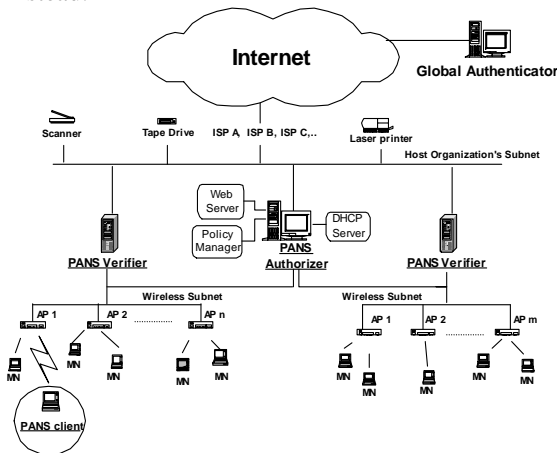 Internet
Global Authenticator
Scanner
Tape Drive
ISP A, ISP B, ISP C,..
Laser printer
Host Organization's Subnet
Web
Server
Policy
Manager
DHCP
Server
PANS Verifier
PANS
Authorizer
PANS Verifier
Wireless Subnet
Wireless Subnet
AP 1
AP 2
AP n
AP 1
AP 2
AP m
MN
MN
MN
MN
MN
MN
MN
MN
MN
MN
PANS client